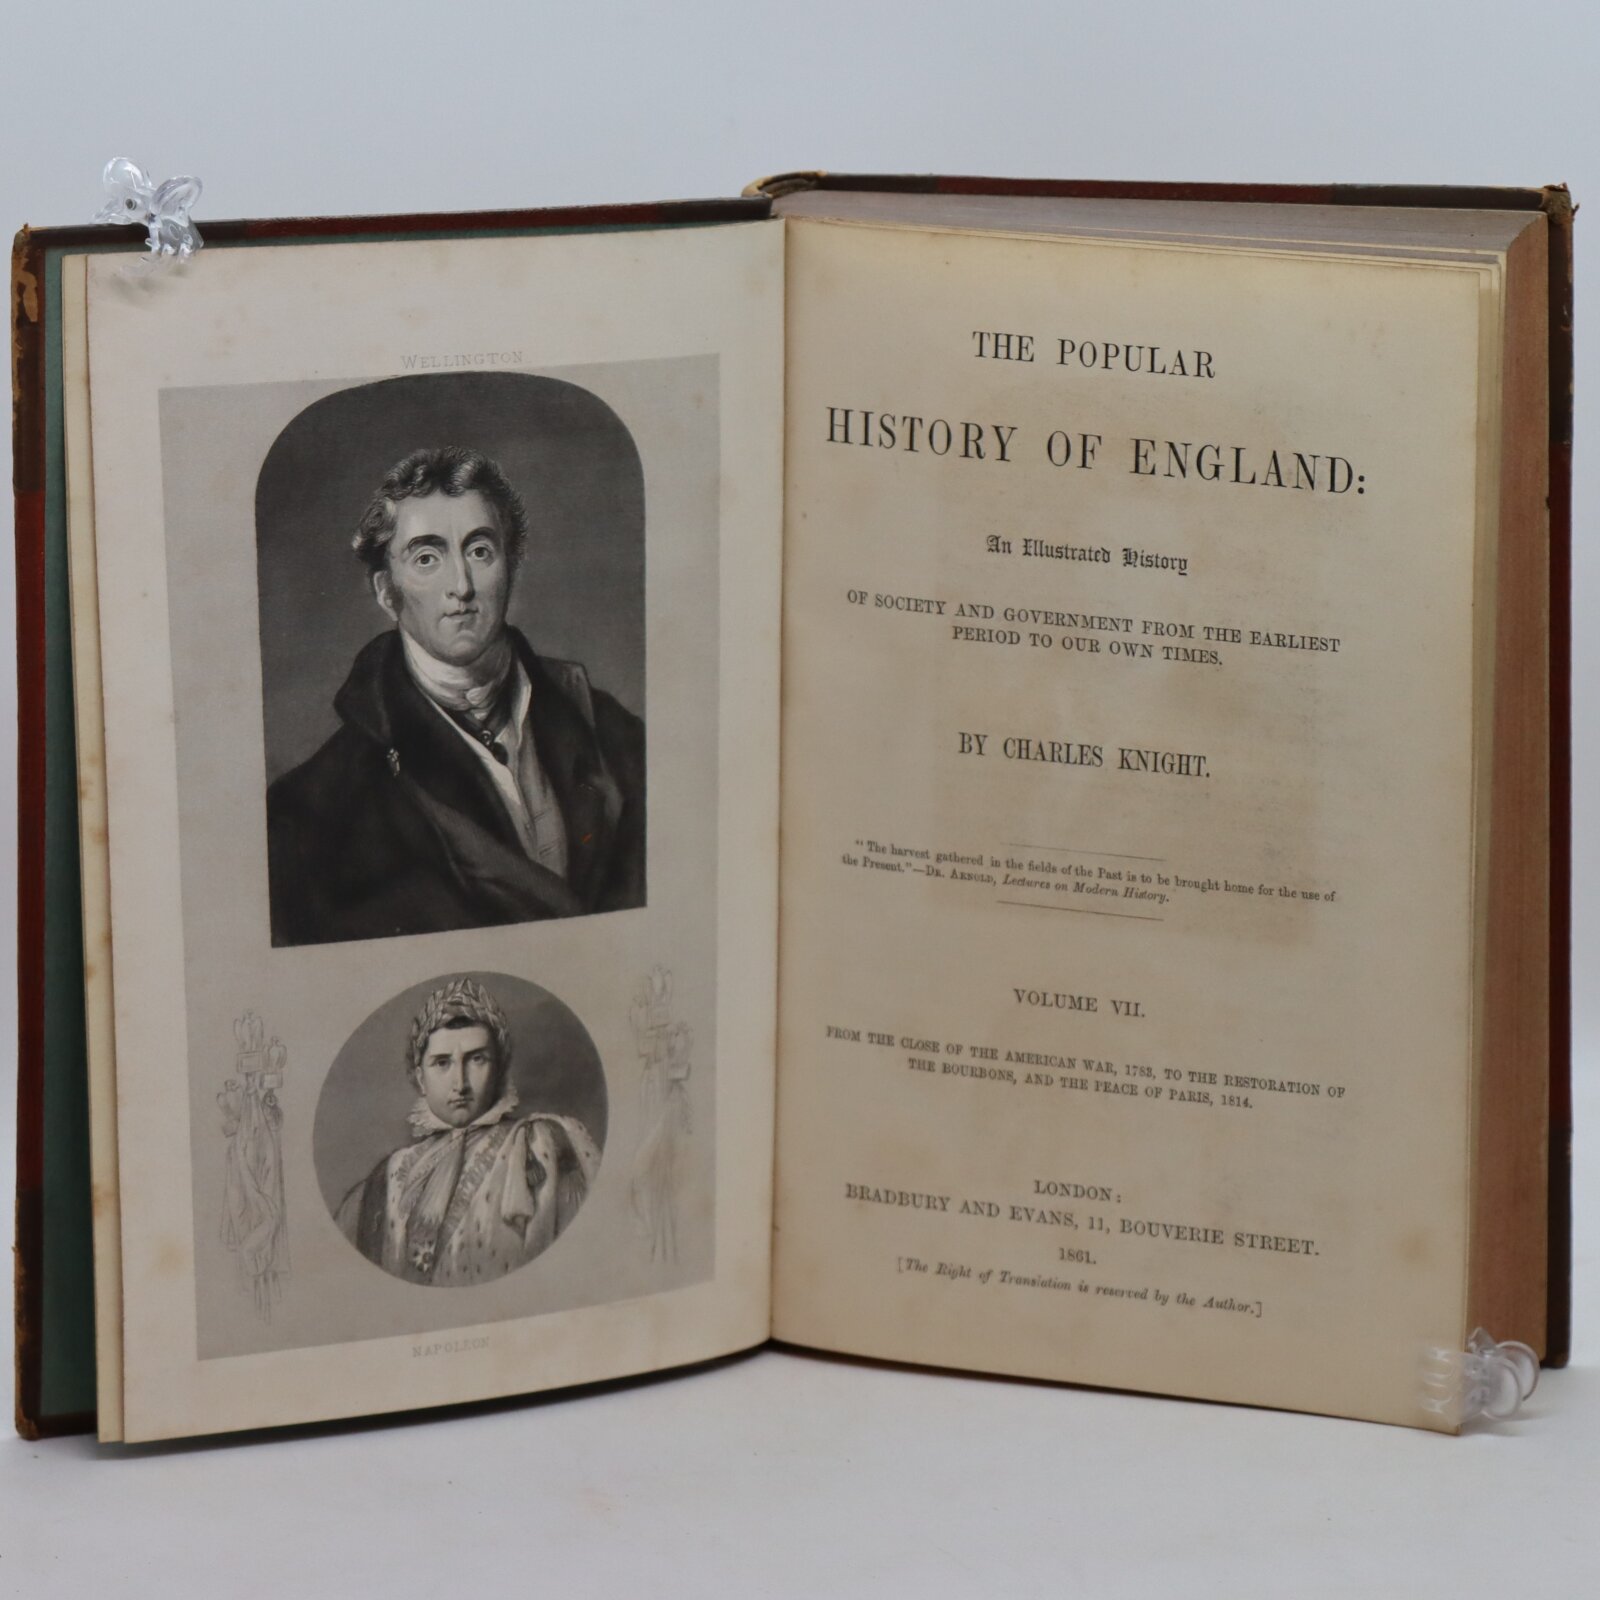 WELLINGTON.
NAPOLEON.
THE POPULAR
HISTORY OF ENGLAND:
An Illustrated History
OF SOCIETY AND GOVERNMENT FROM THE EARLIEST
PERIOD TO OUR OWN TIMES.
BY CHARLES KNIGHT.
"The harvest gathered in the fields of the Past is to be brought home for the use of
the Present."—DR. ARNOLD, Lectures on Modern History.
VOLUME VII.
FROM THE CLOSE OF THE AMERICAN WAR, 1783, TO THE RESTORATION OF
THE BOURBONS, AND THE PEACE OF PARIS, 1814.
LONDON:
BRADBURY AND EVANS, 11, BOUVERIE STREET.
1861.
[The Right of Translation is reserved by the Author.]